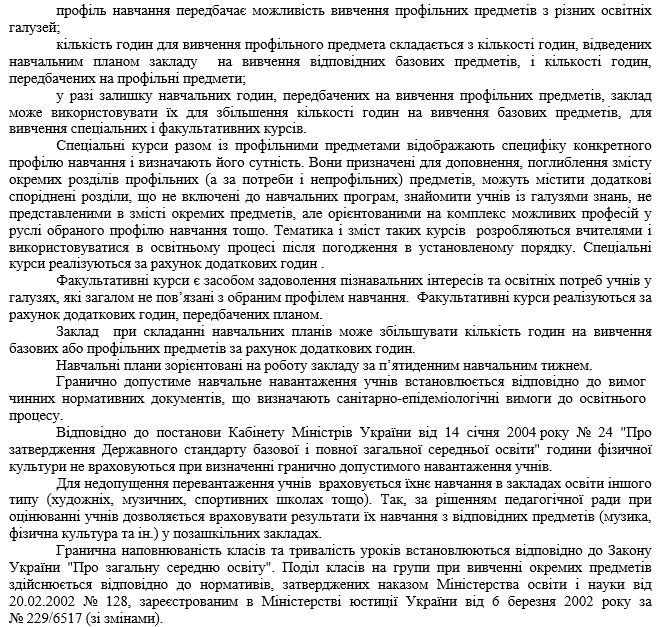 профіль навчання передбачає можливість вивчення профільних предметів з різних освітніх
галузей;
кількість годин для вивчення профільного предмета складається з кількості годин, відведених
навчальним планом закладу на вивчення відповідних базових предметів, і кількості годин,
передбачених на профільні предмети;
у разі залишку навчальних годин, передбачених на вивчення профільних предметів, заклад
може використовувати їх для збільшення кількості годин на вивчення базових предметів, для
вивчення спеціальних і факультативних курсів.
Спеціальні курси разом із профільними предметами відображають специфіку конкретного
профілю навчання і визначають його сутність. Вони призначені для доповнення, поглиблення змісту
окремих розділів профільних (а за потреби і непрофільних) предметів, можуть містити додаткові
споріднені розділи, що не включені до навчальних програм, знайомити учнів із галузями знань, не
представленими в змісті окремих предметів, але орієнтованими на комплекс можливих професій у
руслі обраного профілю навчання тощо. Тематика і зміст таких курсів розробляються вчителями і
використовуватися в освітньому процесі після погодження в установленому порядку. Спеціальні
курси реалізуються за рахунок додаткових годин .
Факультативні курси є засобом задоволення пізнавальних інтересів та освітніх потреб учнів у
галузях, які загалом не пов’язані з обраним профілем навчання. Факультативні курси реалізуються за
рахунок додаткових годин, передбачених планом.
Заклад при складанні навчальних планів може збільшувати кількість годин на вивчення
базових або профільних предметів за рахунок додаткових годин.
Навчальні плани зорієнтовані на роботу закладу за п’ятиденним навчальним тижнем.
Гранично допустиме навчальне навантаження учнів встановлюється відповідно до вимог
чинних нормативних документів, що визначають санітарно-епідеміологічні вимоги до освітнього
процесу.
Відповідно до постанови Кабінету Міністрів України від 14 січня 2004 року № 24 "Про
затвердження Державного стандарту базової і повної загальної середньої освіти" години фізичної
культури не враховуються при визначенні гранично допустимого навантаження учнів.
Для недопущення перевантаження учнів враховується їхнє навчання в закладах освіти іншого
типу (художніх, музичних, спортивних школах тощо). Так, за рішенням педагогічної ради при
оцінюванні учнів дозволяється враховувати результати їх навчання з відповідних предметів (музика,
фізична культура та ін.) у позашкільних закладах.
Гранична наповнюваність класів та тривалість уроків встановлюються відповідно до Закону
України "Про загальну середню освіту". Поділ класів на групи при вивченні окремих предметів
здійснюється відповідно до нормативів, затверджених наказом Міністерства освіти і науки від
20.02.2002 № 128, зареєстрованим в Міністерстві юстиції України від 6 березня 2002 року за
№ 229/6517 (зі змінами).